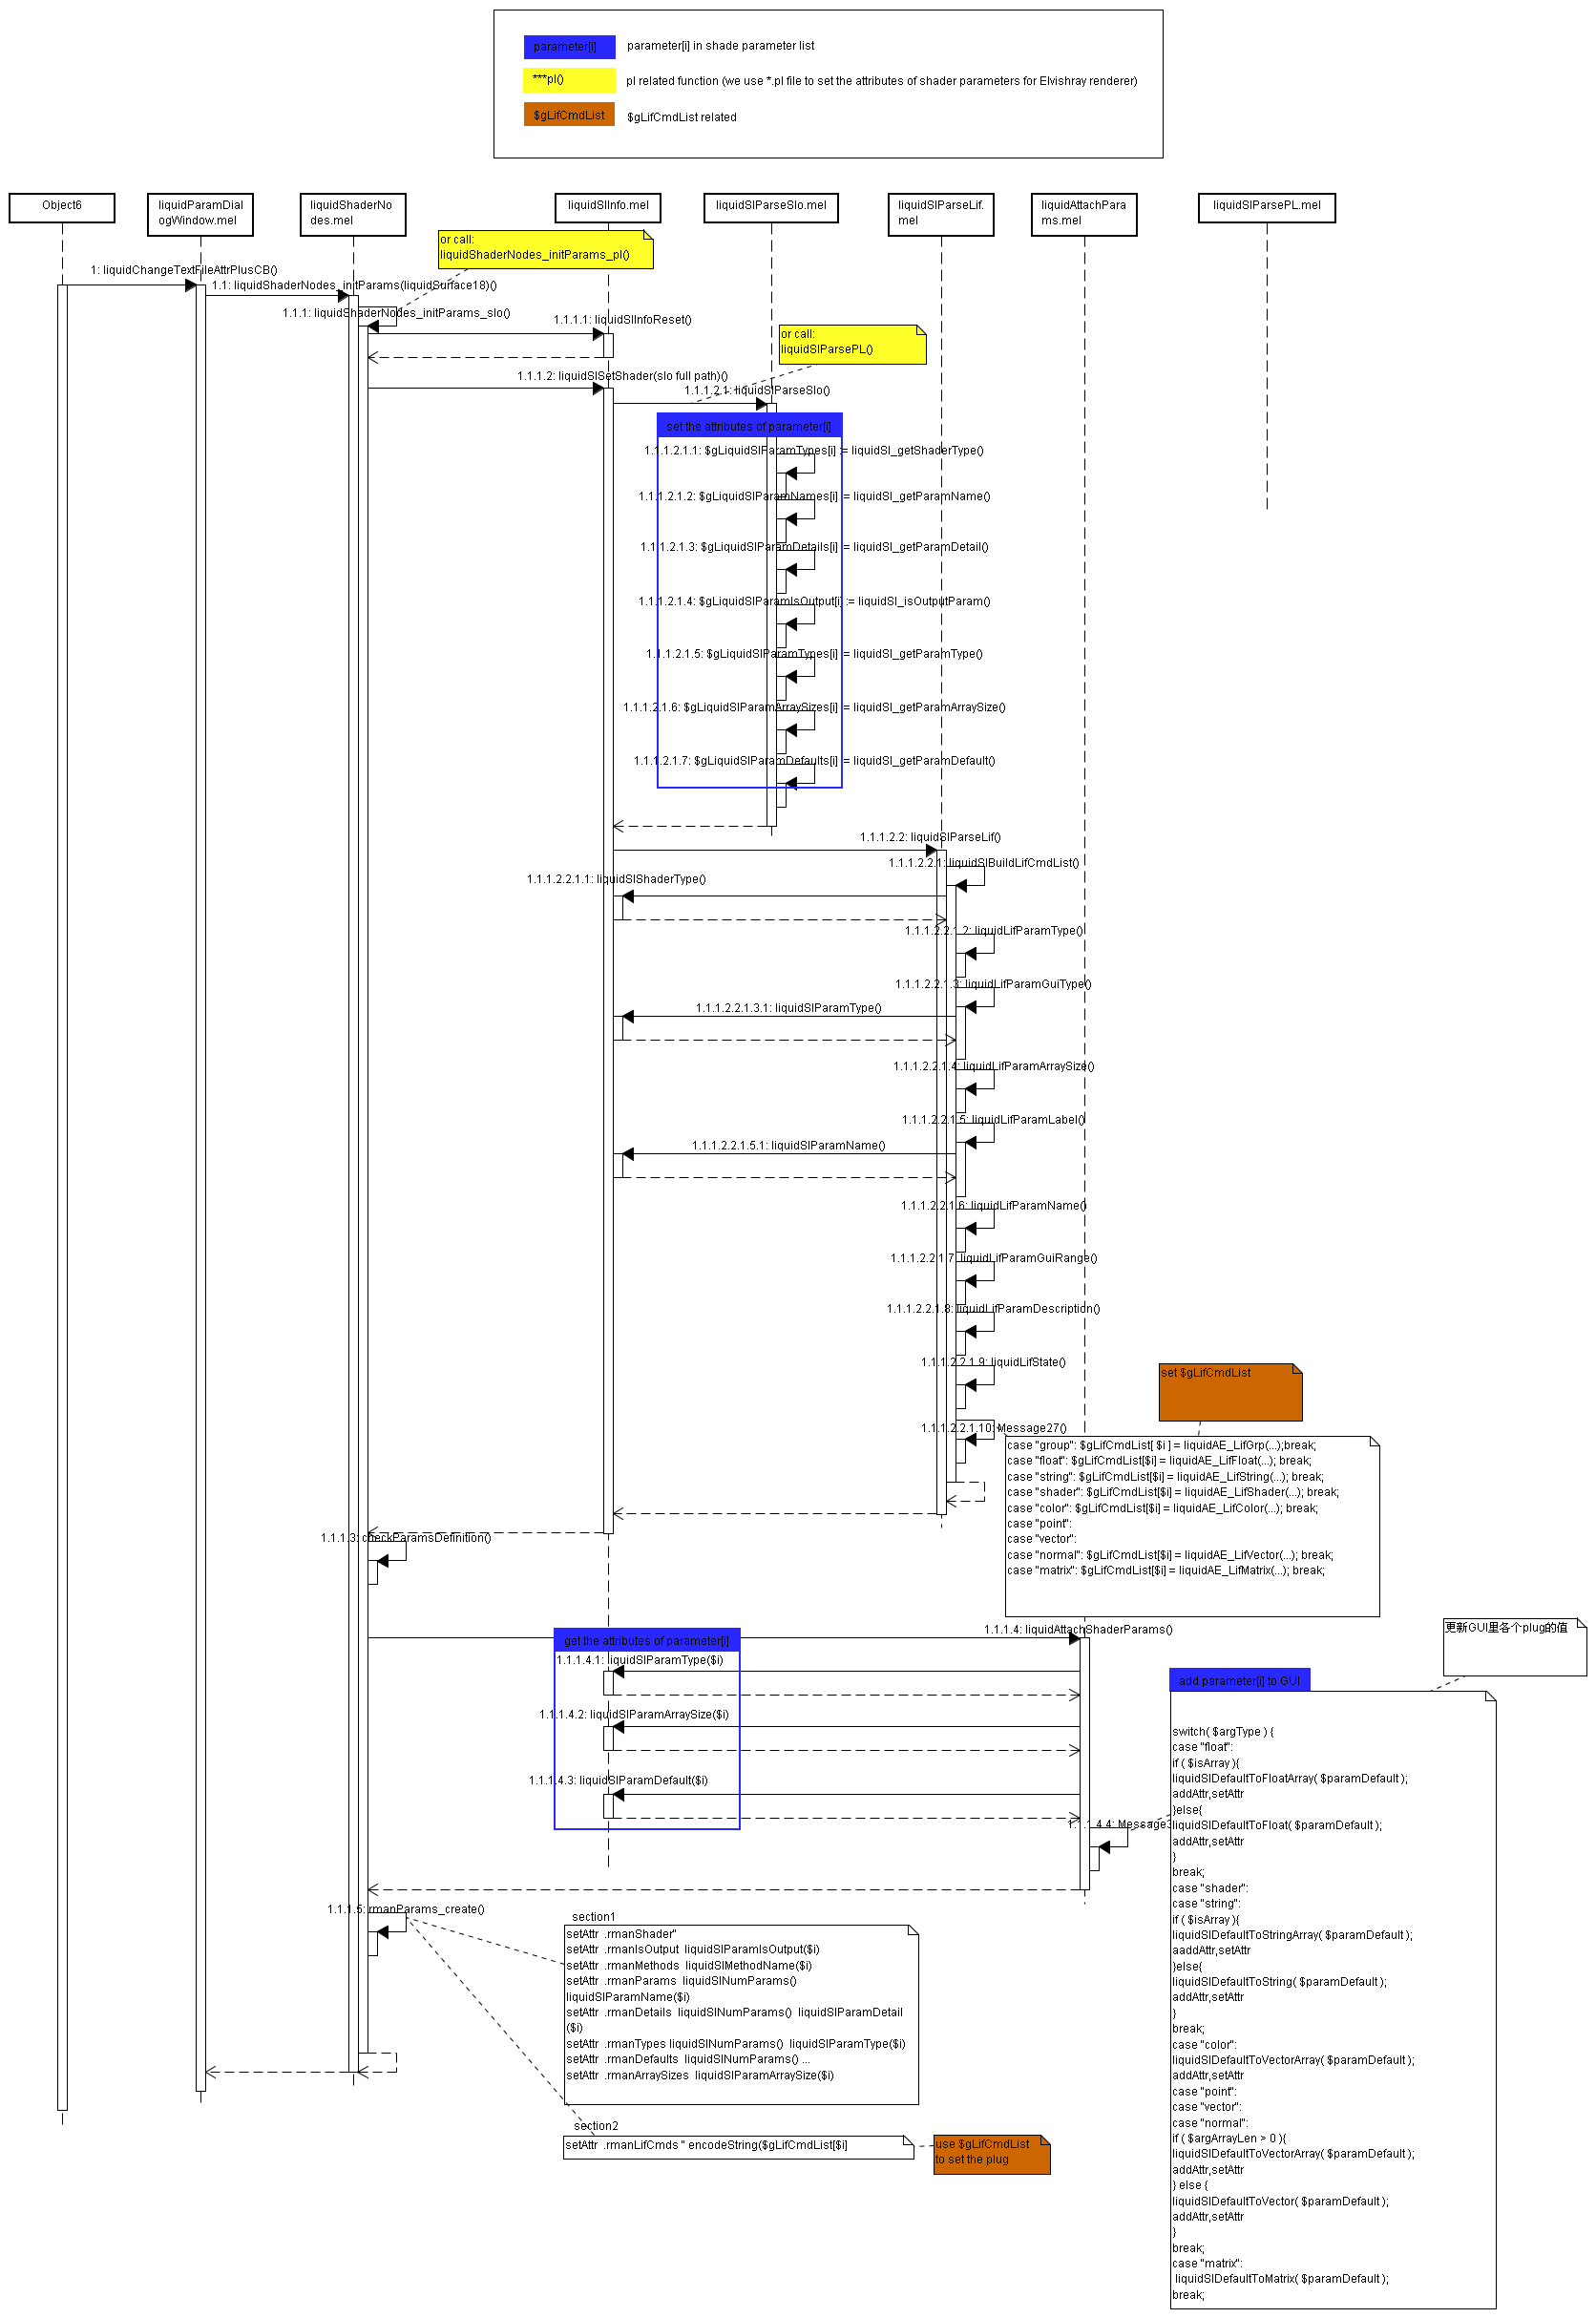 parameter[i]
parameter[i] in shade parameter list
***pl()
pl related function (we use *.pl file to set the attributes of shader parameters for Elvishray renderer)
$gLifCmdList
$gLifCmdList related
Object6
liquidParamDial
ogWindow.mel
liquidShaderNo
des.mel
liquidSlInfo.mel
liquidSlParseSlo.mel
liquidSlParseLif.
mel
liquidAttachPara
ms.mel
liquidSlParsePL.mel
or call:
liquidShaderNodes_initParams_pl()
1: liquidChangeTextFileAttrPlusCB()
1.1: liquidShaderNodes_initParams(liquidSurface18)()
1.1.1: liquidShaderNodes_initParams_slo()
1.1.1.1: liquidSlInfoReset()
or call:
liquidSlParsePL()
1.1.1.2: liquidSlSetShader(slo full path)()
1.1.1.2.1: liquidSlParseSlo()
set the attributes of parameter[i]
1.1.1.2.1.1: $gLiquidSlParamTypes[i] := liquidSl_getShaderType()
1.1.1.2.1.2: $gLiquidSlParamNames[i] = liquidSl_getParamName()
1.1.1.2.1.3: $gLiquidSlParamDetails[i] = liquidSl_getParamDetail()
1.1.1.2.1.4: $gLiquidSlParamIsOutput[i] := liquidSl_isOutputParam()
1.1.1.2.1.5: $gLiquidSlParamTypes[i] = liquidSl_getParamType()
1.1.1.2.1.6: $gLiquidSlParamArraySizes[i] = liquidSl_getParamArraySize()
1.1.1.2.1.7: $gLiquidSlParamDefaults[i] = liquidSl_getParamDefault()
1.1.1.2.2: liquidSlParseLif()
1.1.1.2.2.1: liquidSlBuildLifCmdList()
1.1.1.2.2.1.1: liquidSlShaderType()
1.1.1.2.2.1.2: liquidLifParamType()
1.1.1.2.2.1.3: liquidLifParamGuiType()
1.1.1.2.2.1.3.1: liquidSlParamType()
1.1.1.2.2.1.4: liquidLifParamArraySize()
1.1.1.2.2.1.5: liquidLifParamLabel()
1.1.1.2.2.1.5.1: liquidSlParamName()
1.1.1.2.2.1.6: liquidLifParamName()
1.1.1.2.2.1.7: liquidLifParamGuiRange()
1.1.1.2.2.1.8: liquidLifParamDescription()
1.1.1.2.2.1.9: liquidLifState()
set $gLifCmdList
1.1.1.2.2.1.10: Message27()
case "group": $gLifCmdList[ $i ] = liquidAE_LifGrp(...);break;
case "float": $gLifCmdList[$i] = liquidAE_LifFloat(...); break;
case "string": $gLifCmdList[$i] = liquidAE_LifString(...); break;
case "shader": $gLifCmdList[$i] = liquidAE_LifShader(...); break;
case "color": $gLifCmdList[$i] = liquidAE_LifColor(...); break;
case "point":
case "vector":
case "normal": $gLifCmdList[$i] = liquidAE_LifVector(...); break;
case "matrix": $gLifCmdList[$i] = liquidAE_LifMatrix(...); break;
1.1.1.3: checkParamsDefinition()
1.1.1.4: liquidAttachShaderParams()
更新GUI里各个plug的值
get the attributes of parameter[i]
1.1.1.4.1: liquidSlParamType($i)
1.1.1.4.2: liquidSlParamArraySize($i)
1.1.1.4.3: liquidSlParamDefault($i)
1.1.1.4.4: Message3
add parameter[i] to GUI
switch( $argType ) {
case "float":
if ( $isArray ){
liquidSlDefaultToFloatArray( $paramDefault );
addAttr,setAttr
}else{
liquidSlDefaultToFloat( $paramDefault );
addAttr,setAttr
}
break;
case "shader":
case "string":
if ( $isArray ){
liquidSlDefaultToStringArray( $paramDefault );
aaddAttr,setAttr
}else{
liquidSlDefaultToString( $paramDefault );
addAttr,setAttr
}
break;
case "color":
liquidSlDefaultToVectorArray( $paramDefault );
addAttr,setAttr
case "point":
case "vector":
case "normal":
if ( $argArrayLen > 0 ){
liquidSlDefaultToVectorArray( $paramDefault );
addAttr,setAttr
} else {
liquidSlDefaultToVector( $paramDefault );
addAttr,setAttr
}
break;
case "matrix":
liquidSlDefaultToMatrix( $paramDefault );
break;
1.1.1.5: rmanParams_create()
section1
setAttr .rmanShader"
setAttr .rmanIsOutput liquidSlParamIsOutput($i)
setAttr .rmanMethods liquidSlMethodName($i)
setAttr .rmanParams liquidSlNumParams()
liquidSlParamName($i)
setAttr .rmanDetails liquidSlNumParams() liquidSlParamDetail
($i)
setAttr .rmanTypes liquidSlNumParams() liquidSlParamType($i)
setAttr .rmanDefaults liquidSlNumParams() ...
setAttr .rmanArraySizes liquidSlParamArraySize($i)
section2
setAttr .rmanLifCmds " encodeString($gLifCmdList[$i]
use $gLifCmdList
to set the plug